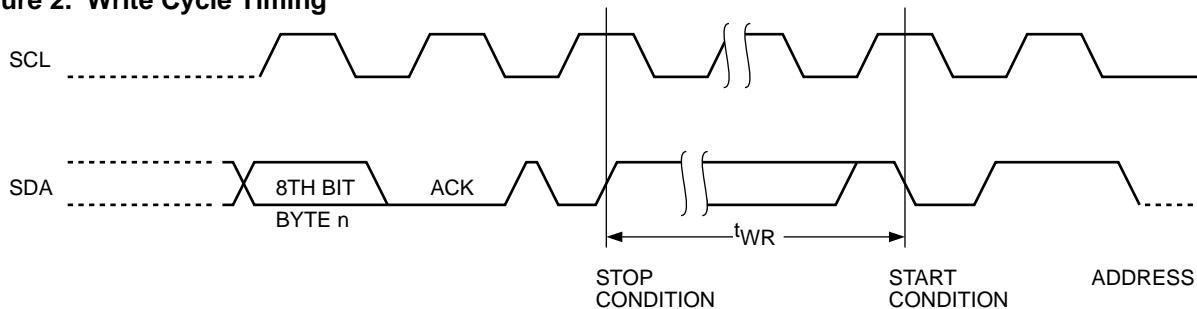 ure 2. Write Cycle Timing
SCL
SDA
8TH BIT
ACK
BYTE n
tWR
STOP
CONDITION
START
CONDITION
ADDRESS